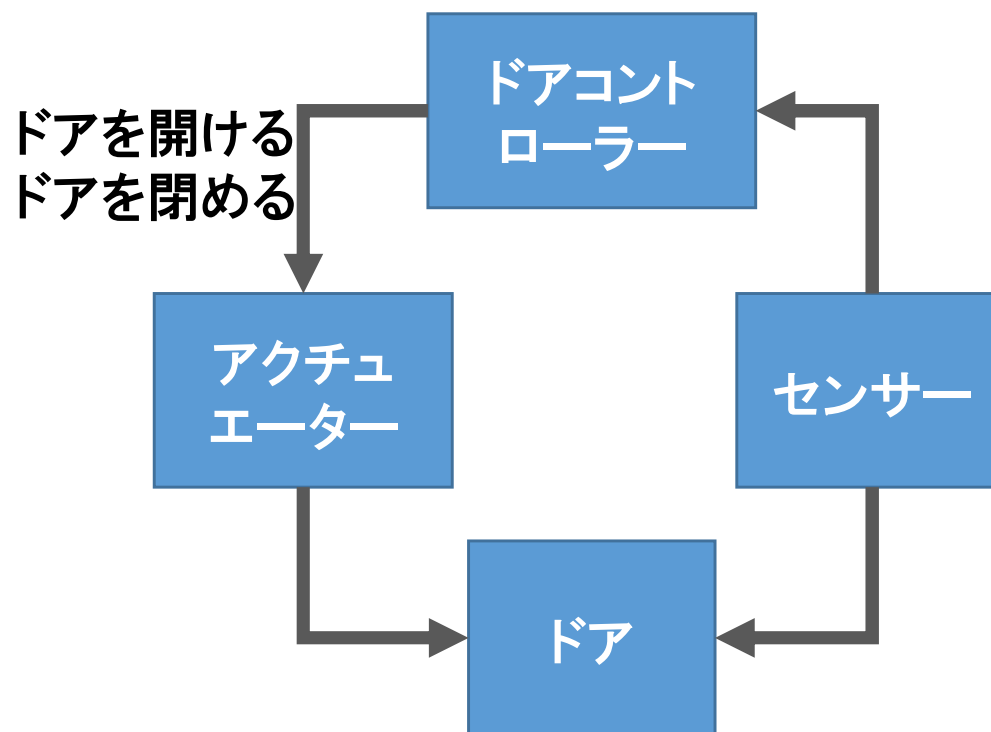 ドアコント
ローラー
ドアを開ける
ドアを閉める
アクチュ
エーター
センサー
ドア